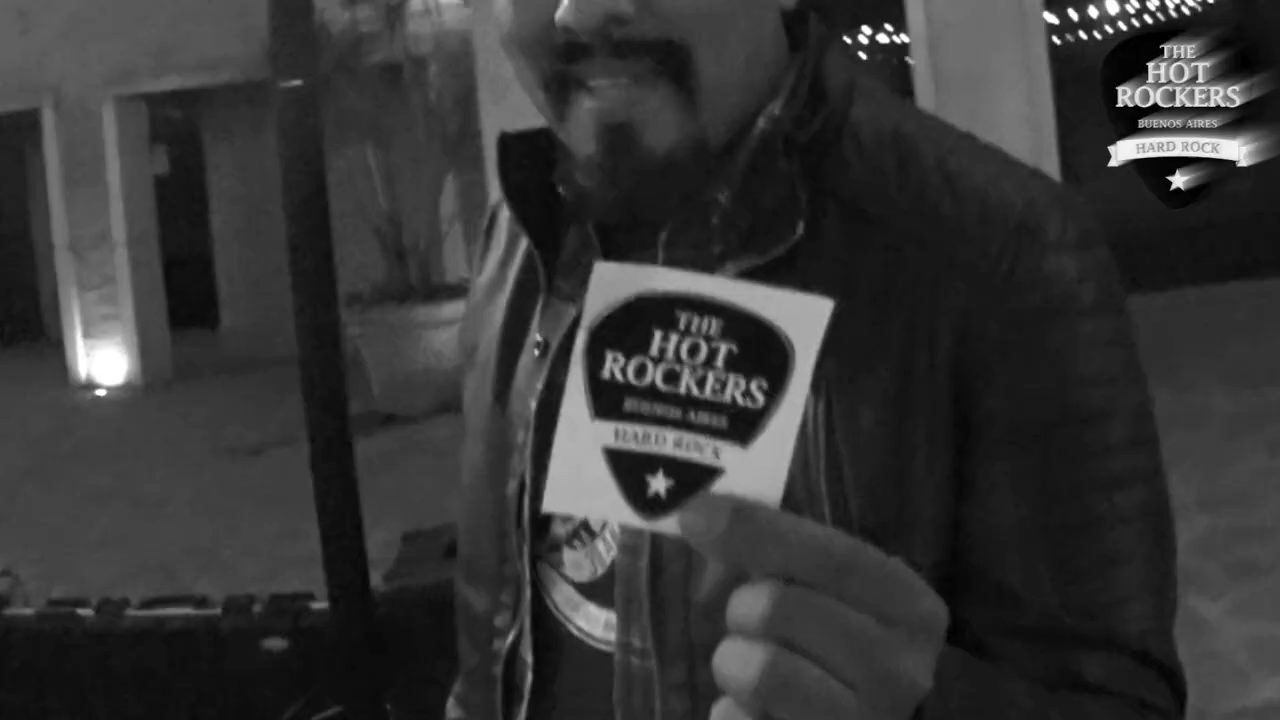 THE
HOT
ROCKERS
BUENOS AIRES
HARD ROCK
THE
HOT
ROCKERS
BUENOS AIRES
HARD ROCK